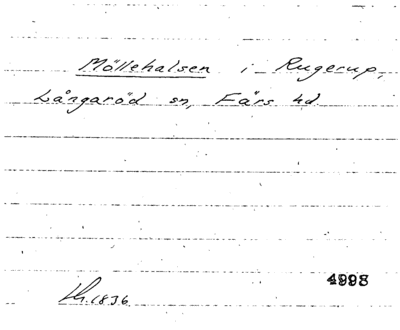 Möllehalsen i Rugerup,
Långaröd sn, Färs hd
4998
Lh. 1836